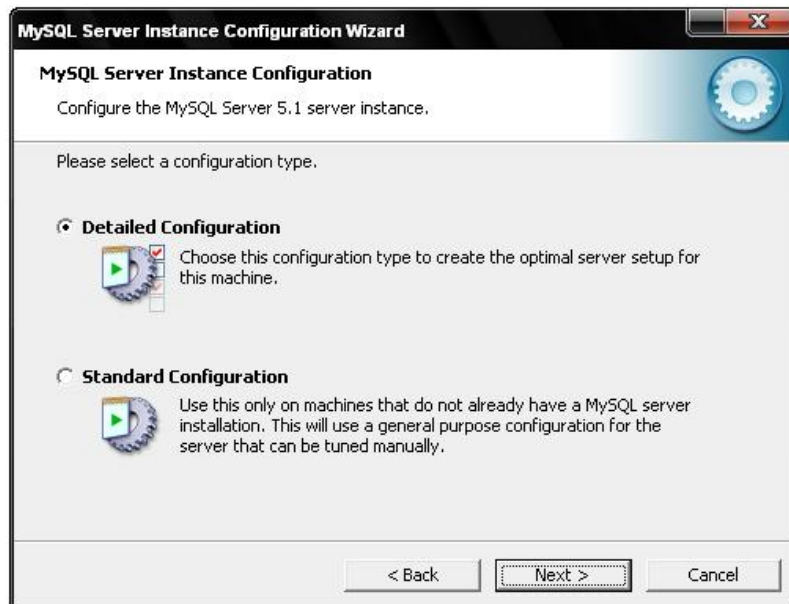 MySQL Server Instance Configuration Wizard
MySQL Server Instance Configuration
Configure the MySQL Server 5.1 server instance.
Please select a configuration type.
Detailed Configuration
Choose this configuration type to create the optimal server setup for
this machine.
Standard Configuration
Use this only on machines that do not already have a MySQL server
installation. This will use a general purpose configuration for the
server that can be tuned manually.
< Back
Next >
Cancel